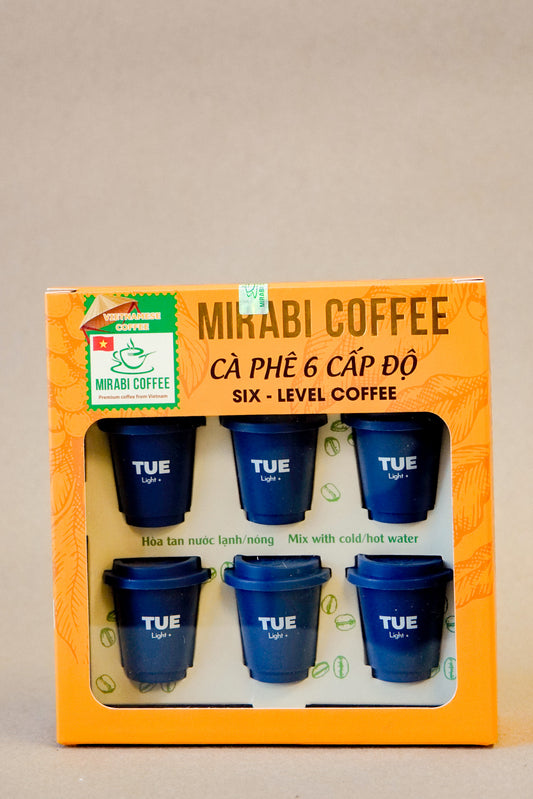 VIETNAMESE
COFFEE
MIRABI COFFEE
Premium coffee from Vietnam
MIRABI
MIRABI COFFEE
CÀ PHÊ 6 CẤP ĐỘ
SIX - LEVEL COFFEE
TUE
Light +
TUE
Light +
TUE
Light +
Hòa tan nước lạnh/nóng Mix with cold/hot water
TUE
Light +
TUE
Light +
TUE
Light +